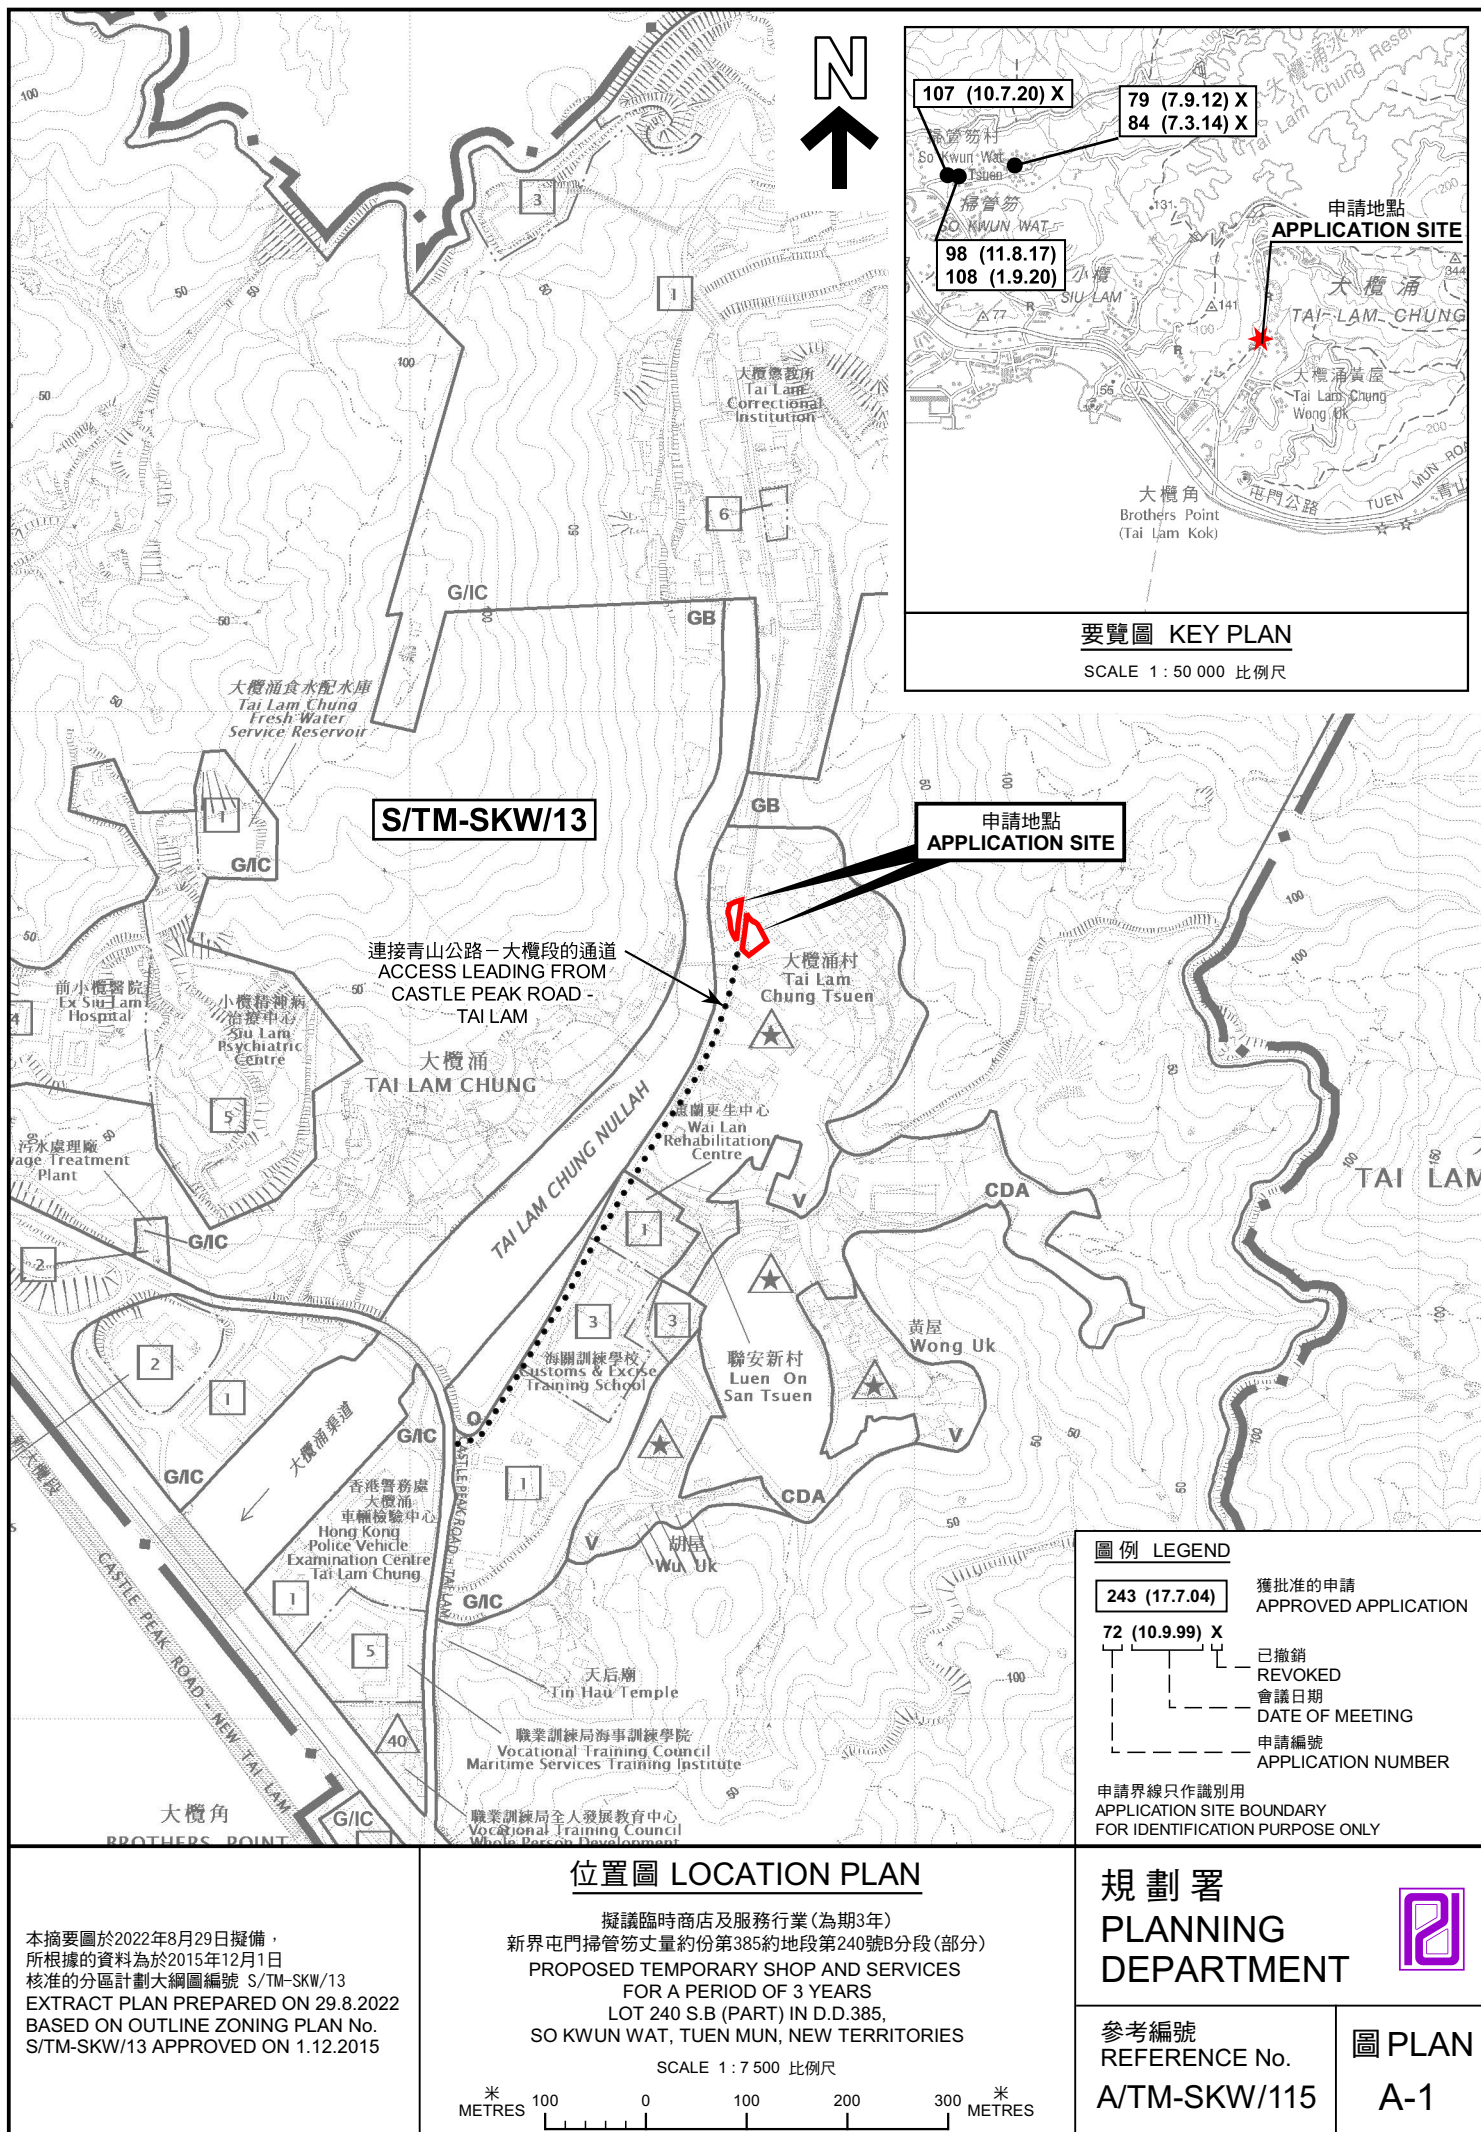 N
107 (10.7.20) X
79 (7.9.12) X
84 (7.3.14) X
掃管笏村
So Kwun Wat
Tsuen
掃管笏
SO KWUN WAT
98 (11.8.17)
108 (1.9.20)
小欖
SIU LAM
申請地點
APPLICATION SITE
大欖涌
TAI LAM CHUNG
大欖涌黃屋
Tai Lam Chung
Wong Uk
大欖角
Brothers Point
(Tai Lam Kok)
屯門公路
TUEN MUN ROAD
要覽圖 KEY PLAN
SCALE 1 : 50 000 比例尺
大欖懲教所
Tai Lam
Correctional
Institution
3
1
6
G/IC
GB
大欖涌食水配水庫
Tai Lam Chung
Fresh Water
Service Reservoir
1
G/IC
S/TM-SKW/13
GB
申請地點
APPLICATION SITE
連接青山公路－大欖段的通道
ACCESS LEADING FROM
CASTLE PEAK ROAD -
TAI LAM
大欖涌村
Tai Lam
Chung Tsuen
前小欖醫院
Ex Siu Lam
Hospital
小欖精神病
治療中心
Siu Lam
Psychiatric
Centre
5
4
大欖涌
TAI LAM CHUNG
TAI LAM CHUNG NULLAH
惠蘭更生中心
Wai Lan
Rehabilitation
Centre
污水處理廠
Treatment
Plant
G/IC
2
V
CDA
TAI LAM
1
3
3
海關訓練學校
Customs & Excise
Training School
聯安新村
Luen On
San Tsuen
黃屋
Wong Uk
2
1
G/IC
大欖涌渠道
G/IC
O
香港警務處
大欖涌
車輛檢驗中心
Hong Kong
Police Vehicle
Examination Centre
Tai Lam Chung
1
1
5
CASTLE PEAK ROAD - TAI LAM
V
CDA
V
胡屋
Wu Uk
G/IC
天后廟
Tin Hau Temple
職業訓練局海事訓練學院
Vocational Training Council
Maritime Services Training Institute
40
職業訓練局全人發展教育中心
Vocational Training Council
Whole Person Development
CASTLE PEAK ROAD - NEW TAI LAM
大欖角
BROTHERS POINT
G/IC
圖例 LEGEND
243 (17.7.04)
獲批准的申請
APPROVED APPLICATION
72 (10.9.99) X
已撤銷
REVOKED
會議日期
DATE OF MEETING
申請編號
APPLICATION NUMBER
申請界線只作識別用
APPLICATION SITE BOUNDARY
FOR IDENTIFICATION PURPOSE ONLY
本摘要圖於2022年8月29日擬備，
所根據的資料為於2015年12月1日
核准的分區計劃大綱圖編號 S/TM-SKW/13
EXTRACT PLAN PREPARED ON 29.8.2022
BASED ON OUTLINE ZONING PLAN No.
S/TM-SKW/13 APPROVED ON 1.12.2015
位置圖 LOCATION PLAN
擬議臨時商店及服務行業(為期3年)
新界屯門掃管笏丈量約份第385約地段第240號B分段(部分)
PROPOSED TEMPORARY SHOP AND SERVICES
FOR A PERIOD OF 3 YEARS
LOT 240 S.B (PART) IN D.D.385,
SO KWUN WAT, TUEN MUN, NEW TERRITORIES
SCALE 1 : 7 500 比例尺
米
METRES
100 0 100 200 300
米
METRES
規劃署
PLANNING
DEPARTMENT
參考編號
REFERENCE No.
A/TM-SKW/115
圖 PLAN
A-1